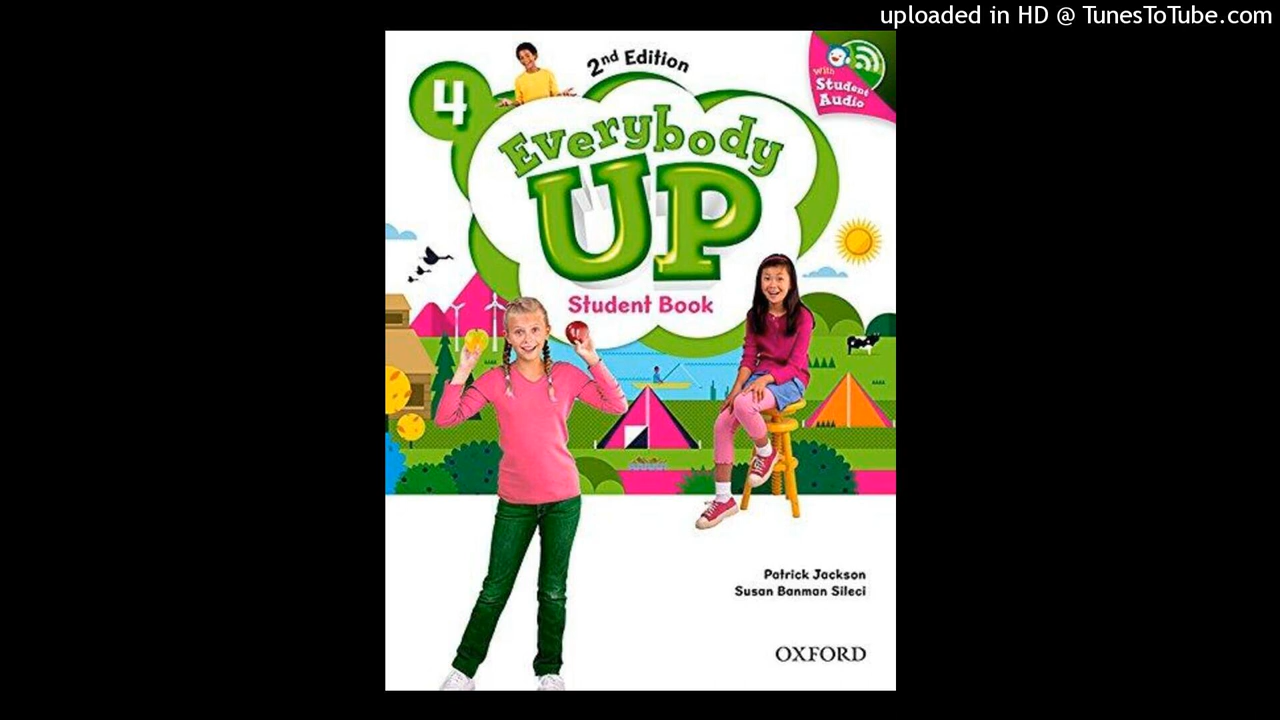 uploaded in HD @ TunesToTube.com
4
2nd Edition
With
Student
Audio
Everybody
UP
Student Book
Patrick Jackson
Susan Banman Sileci
OXFORD